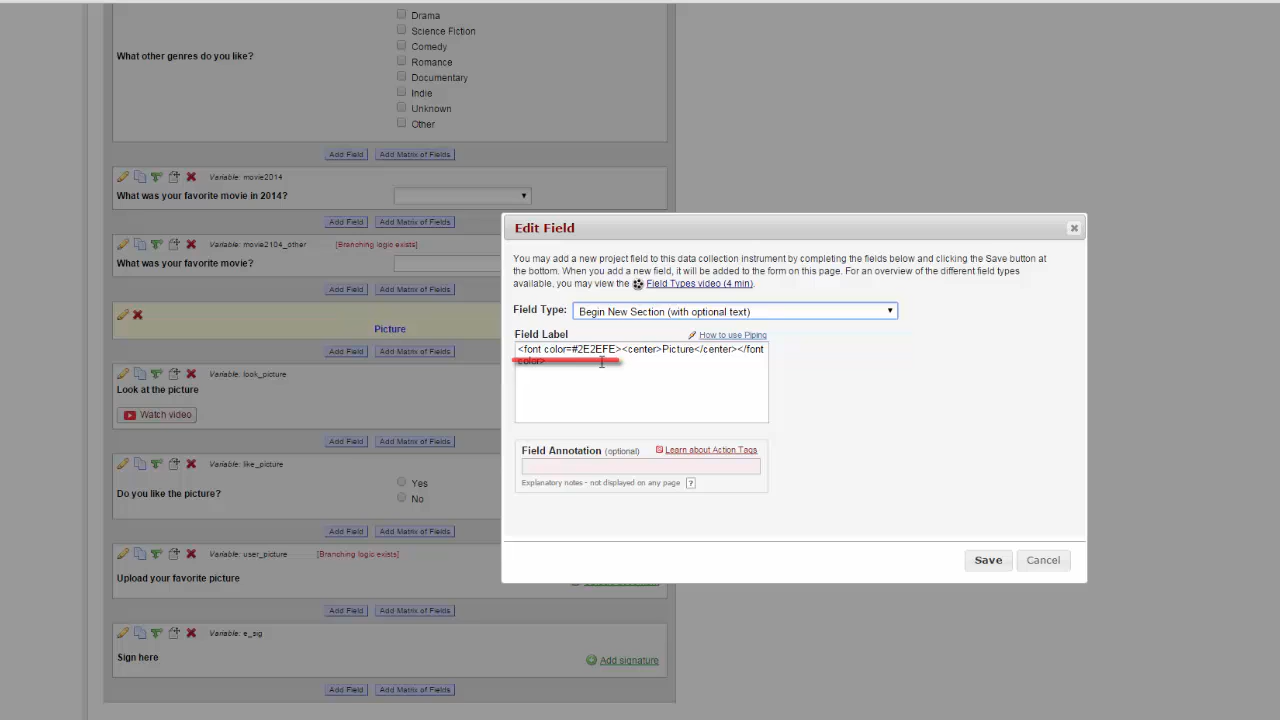 Drama
Science Fiction
Comedy
What other genres do you like?
Romance
Documentary
Indie
Unknown
Other
Add Field Add Matrix of Fields
Variable: movie2014
What was your favorite movie in 2014?
Add Field Add Matrix of Fields
Variable: movie2104_other [Branching logic exists]
What was your favorite movie?
Add Field Add Matrix of Fields
Picture
Add Field Add Matrix of Fields
Variable: look_picture
Look at the picture
Watch video
Add Field Add Matrix of Fields
Variable: like_picture
Yes
Do you like the picture?
No
Add Field Add Matrix of Fields
Variable: user_picture [Branching logic exists]
Upload your favorite picture
Add Field Add Matrix of Fields
Variable: e_sig
Sign here
Add signature
Add Field Add Matrix of Fields
Edit Field
You may add a new project field to this data collection instrument by completing the fields below and clicking the Save button at
the bottom. When you add a new field, it will be added to the form on this page. For an overview of the different field types
available, you may view the Field Types video (4 min).
Field Type: Begin New Section (with optional text)
Field Label How to use Piping
<font color=#2E2EFE><center>Picture</center></font
color>
Field Annotation (optional) Learn about Action Tags
Explanatory notes - not displayed on any page ?
Save Cancel